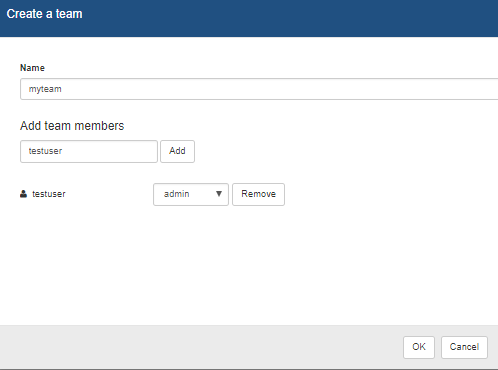 Create a team
Name
myteam
Add team members
testuser Add
testuser admin Remove
OK Cancel